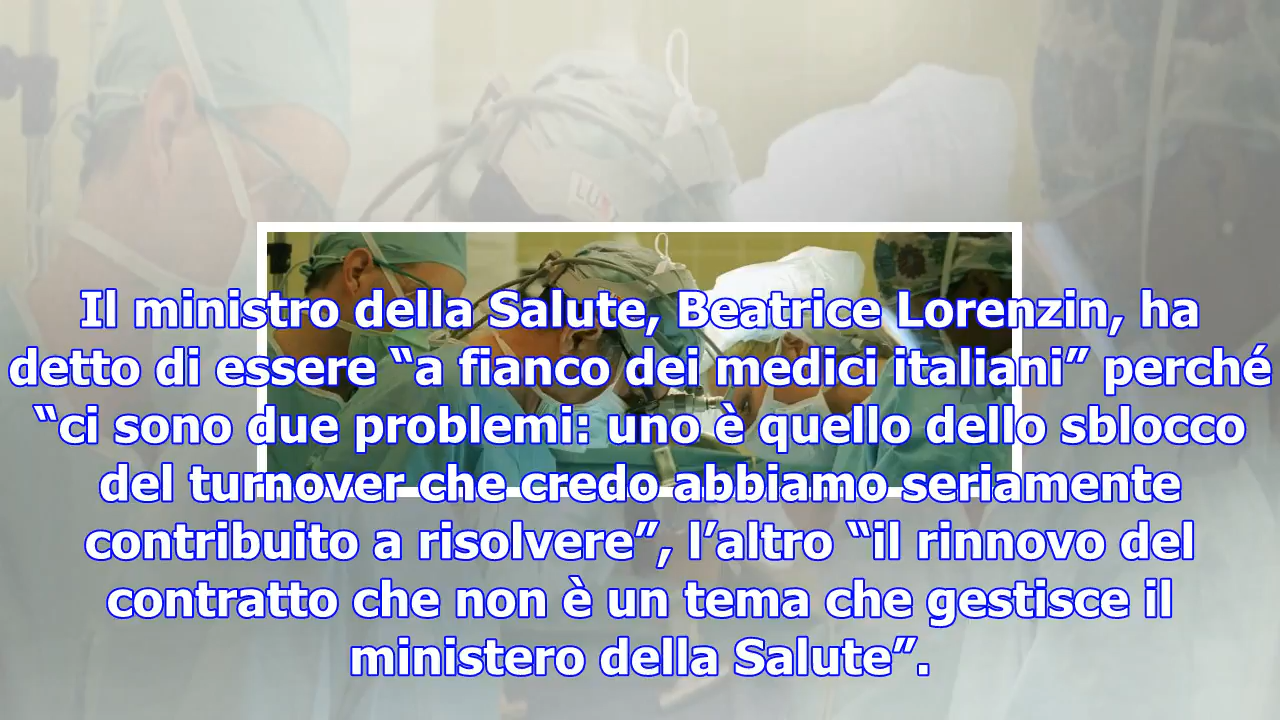 Il ministro della Salute, Beatrice Lorenzin, ha
detto di essere “a fianco dei medici italiani” perché
“ci sono due problemi: uno è quello dello sblocco
del turnover che credo abbiamo seriamente
contribuito a risolvere”, l’altro “il rinnovo del
contratto che non è un tema che gestisce il
ministero della Salute”.